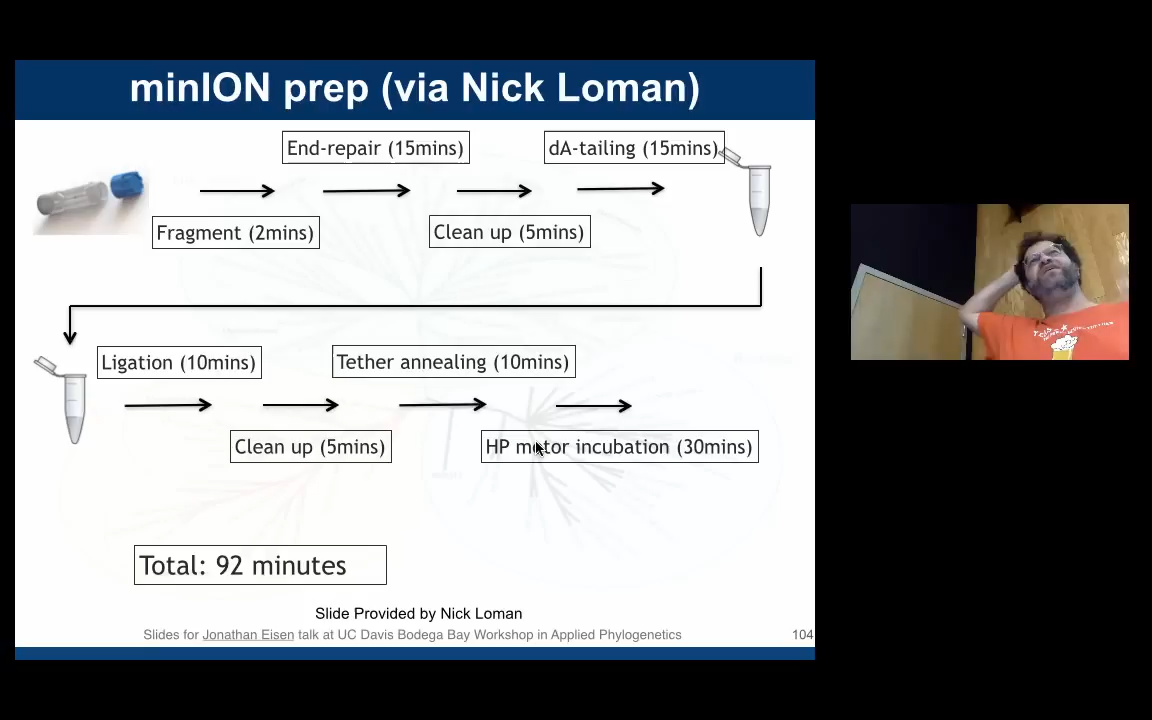 minION prep (via Nick Loman)
End-repair (15mins)
dA-tailing (15mins)
Fragment (2mins)
Clean up (5mins)
Ligation (10mins)
Tether annealing (10mins)
Clean up (5mins)
HP motor incubation (30mins)
Total: 92 minutes
Slide Provided by Nick Loman
Slides for Jonathan Eisen talk at UC Davis Bodega Bay Workshop in Applied Phylogenetics
104